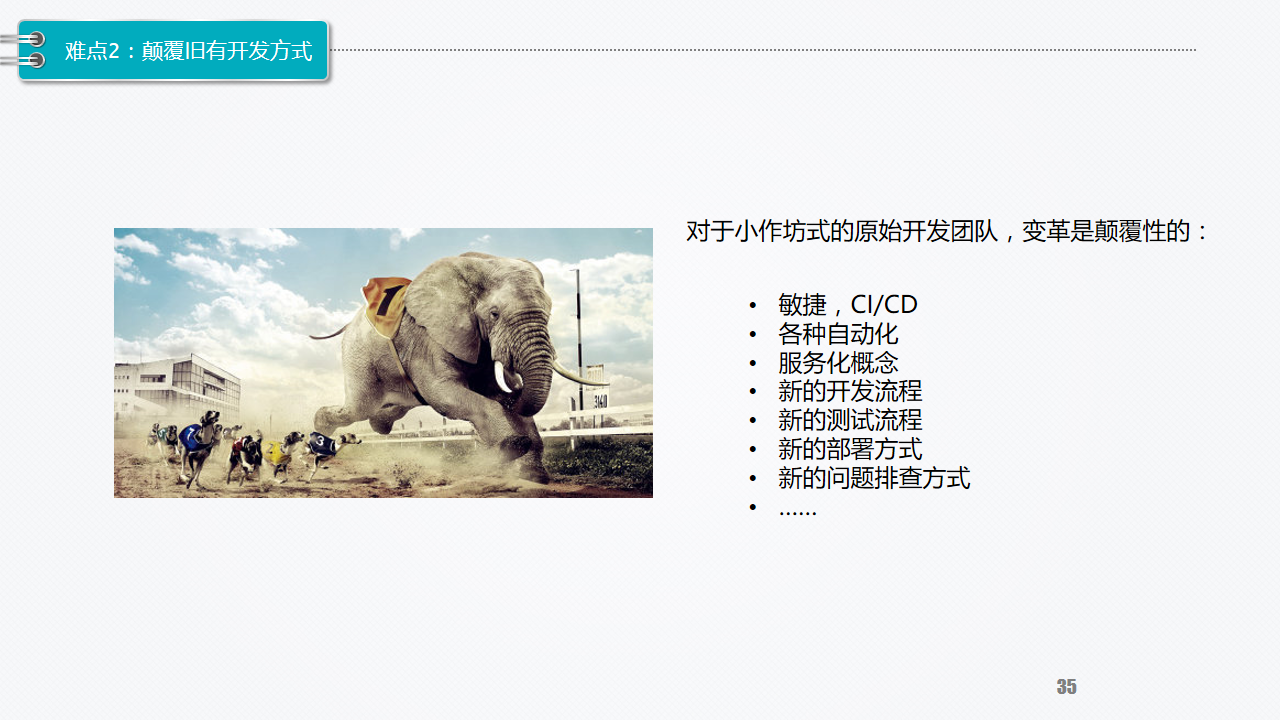 难点2：颠覆旧有开发方式
对于小作坊式的原始开发团队，变革是颠覆性的：
• 敏捷，CI/CD
• 各种自动化
• 服务化概念
• 新的开发流程
• 新的测试流程
• 新的部署方式
• 新的问题排查方式
• ……
1
7
3
35